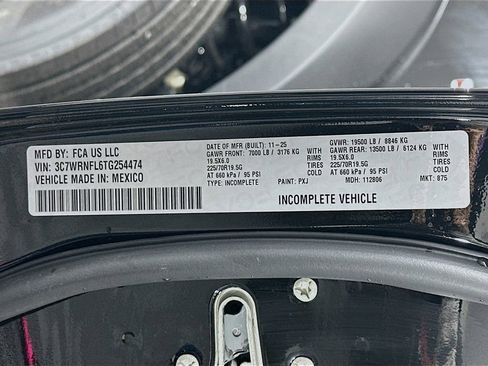 MFD BY: FCA US LLC
VIN: 3C7WRNFL6TG254474
VEHICLE MADE IN: MEXICO
DATE OF MFR (BUILT): 11-25
GAWR FRONT: 7000 LB / 3176 KG
19.5X6.0 RIMS
225/70R19.5G TIRES
AT 660 kPa / 95 PSI COLD
TYPE: INCOMPLETE PAINT: PXJ
GVWR: 19500 LB / 8846 KG
GAWR REAR: 13500 LB / 6124 KG
19.5X6.0 RIMS
225/70R19.5G TIRES
AT 660 kPa / 95 PSI COLD
MDH: 112806 MKT: 875
INCOMPLETE VEHICLE